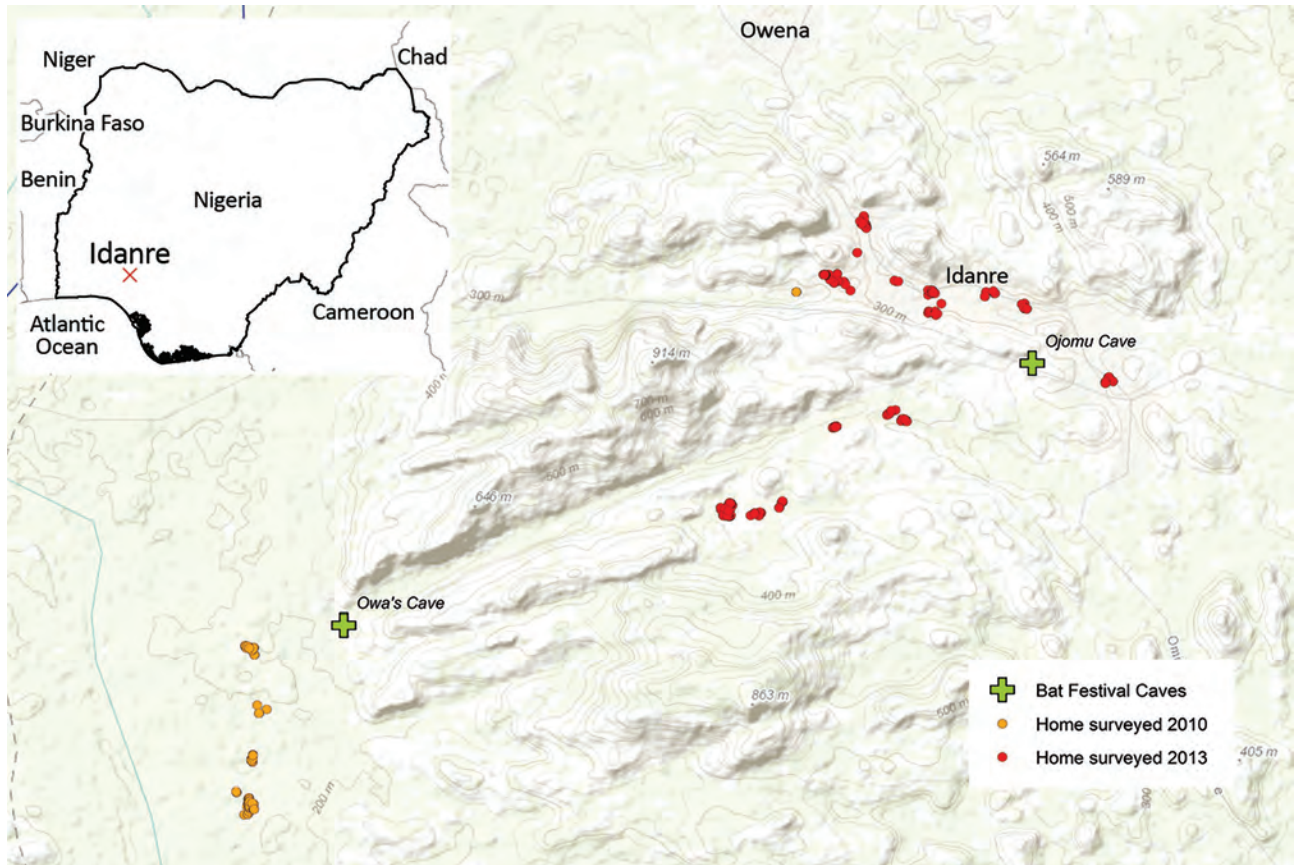 Niger
Chad
Burkina Faso
Benin
Nigeria
Idanre
Cameroon
Atlantic
Ocean
Owena
564 m
589 m
500 m
400 m
Idanre
300 m
300 m
Ojomu Cave
914 m
400 m
700 m
600 m
500 m
646 m
Owa's Cave
400 m
863 m
500 m
405 m
200 m
300
Bat Festival Caves
Home surveyed 2010
Home surveyed 2013